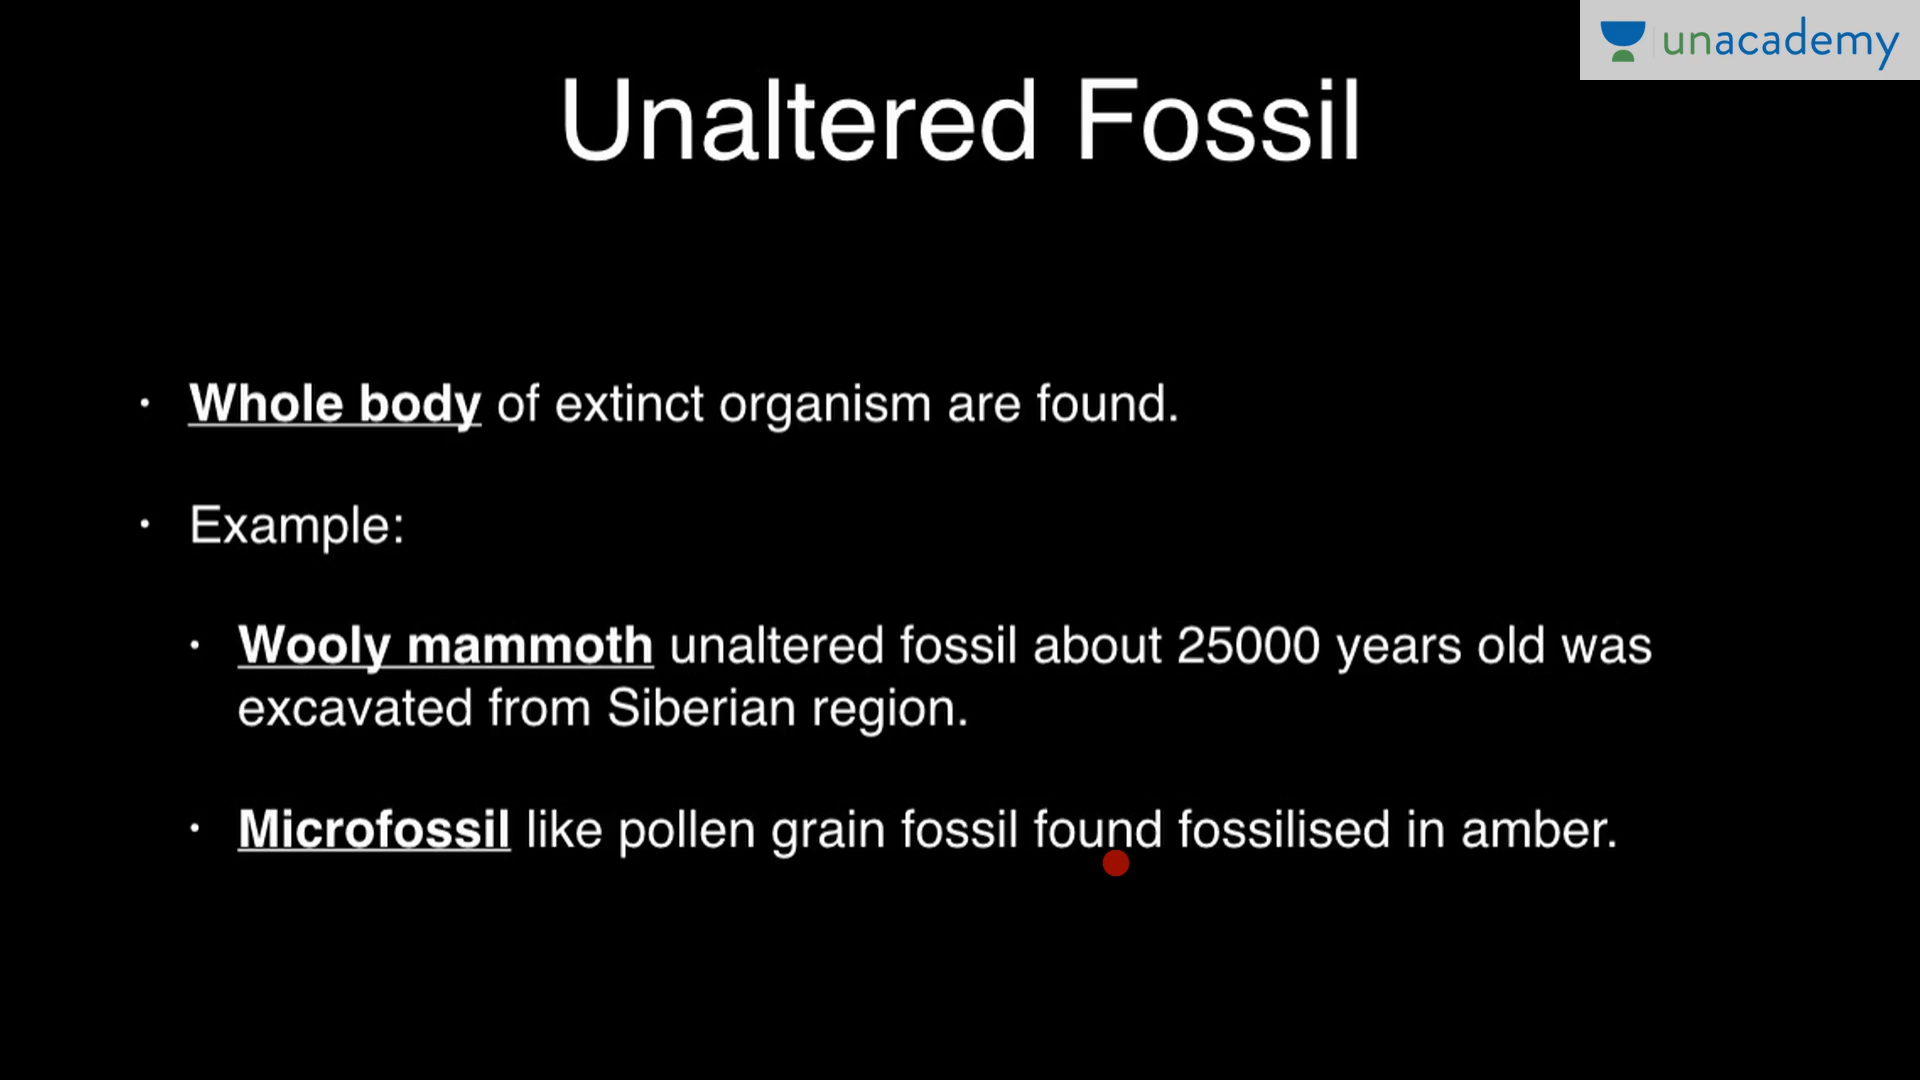 unacademy
Unaltered Fossil
• Whole body of extinct organism are found.
• Example:
• Wooly mammoth unaltered fossil about 25000 years old was
excavated from Siberian region.
• Microfossil like pollen grain fossil found fossilised in amber.